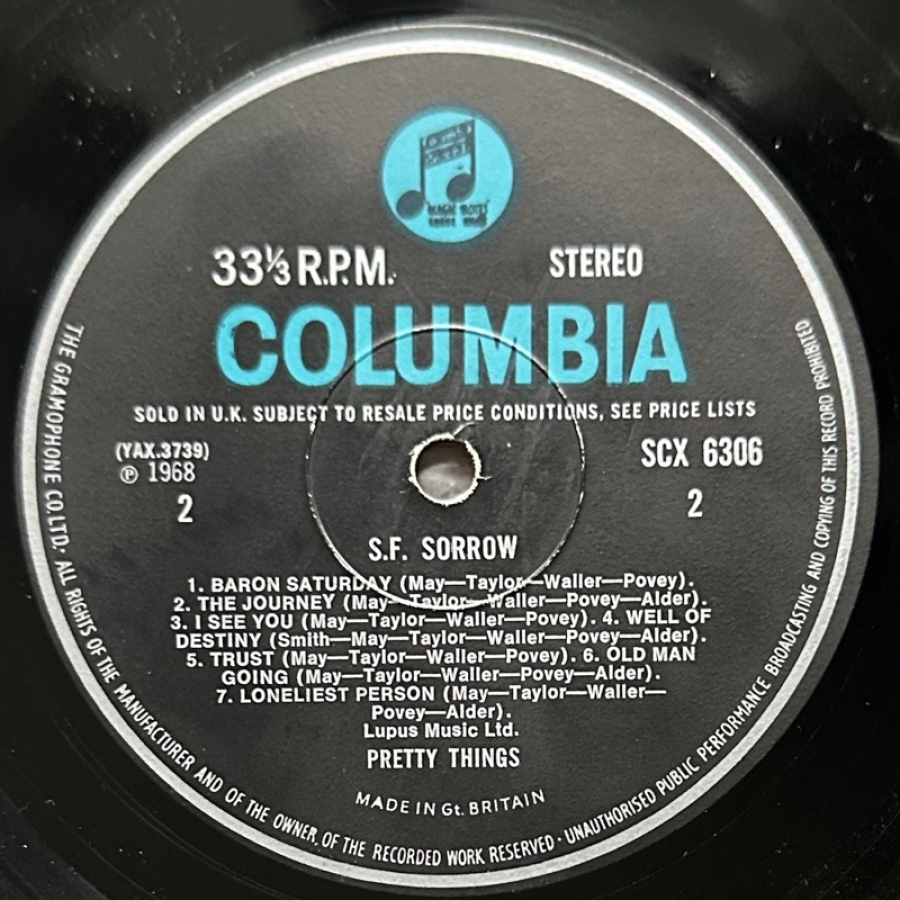 33⅓ R.P.M. STEREO
COLUMBIA
SOLD IN U.K. SUBJECT TO RESALE PRICE CONDITIONS, SEE PRICE LISTS
(YAX.3739) SCX 6306
℗ 1968
2 2
S.F. SORROW
1. BARON SATURDAY (May—Taylor—Waller—Povey).
2. THE JOURNEY (May—Taylor—Waller—Povey—Alder).
3. I SEE YOU (May—Taylor—Waller—Povey). 4. WELL OF
DESTINY (Smith—May—Taylor—Waller—Povey—Alder).
5. TRUST (May—Taylor—Waller—Povey). 6. OLD MAN
GOING (May—Taylor—Waller—Povey—Alder).
7. LONELIEST PERSON (May—Taylor—Waller—
Povey—Alder).
Lupus Music Ltd.
PRETTY THINGS
MADE IN Gt. BRITAIN
THE GRAMOPHONE CO. LTD. ALL RIGHTS OF THE MANUFACTURER AND OF THE OWNER OF THE RECORDED WORK RESERVED · UNAUTHORISED PUBLIC PERFORMANCE BROADCASTING AND COPYING OF THIS RECORD PROHIBITED